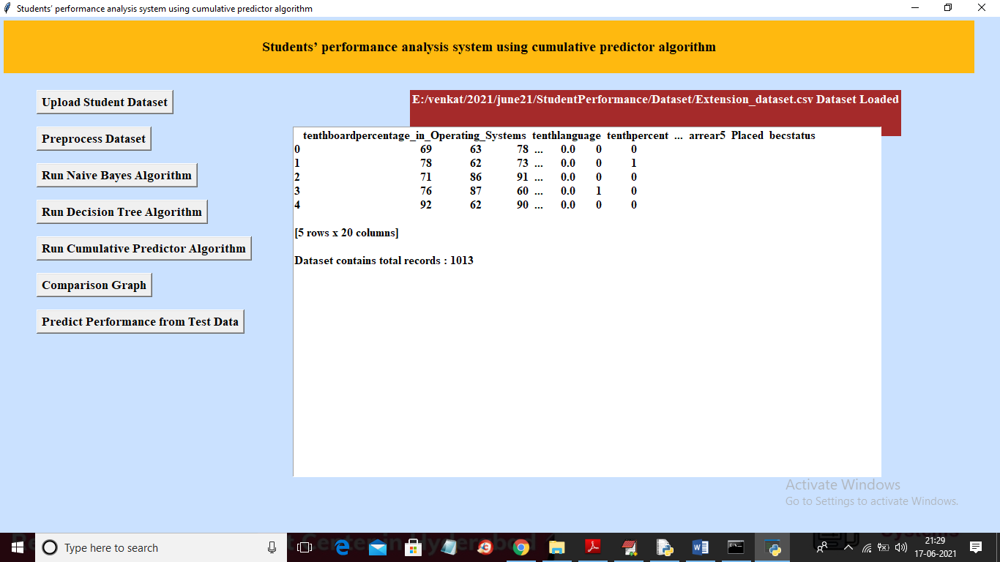 Students’ performance analysis system using cumulative predictor algorithm
Students’ performance analysis system using cumulative predictor algorithm
Upload Student Dataset
E:/venkat/2021/june21/StudentPerformance/Dataset/Extension_dataset.csv Dataset Loaded
Preprocess Dataset
Run Naive Bayes Algorithm
Run Decision Tree Algorithm
Run Cumulative Predictor Algorithm
Comparison Graph
Predict Performance from Test Data
tenthboardpercentage_in_Operating_Systems tenthlanguage tenthpercent ... arrear5 Placed becstatus
0 69 63 78 ... 0.0 0 0
1 78 62 73 ... 0.0 0 1
2 71 86 91 ... 0.0 0 0
3 76 87 60 ... 0.0 1 0
4 92 62 90 ... 0.0 0 0
[5 rows x 20 columns]
Dataset contains total records : 1013
Activate Windows
Go to Settings to activate Windows.
Type here to search
21:29
17-06-2021